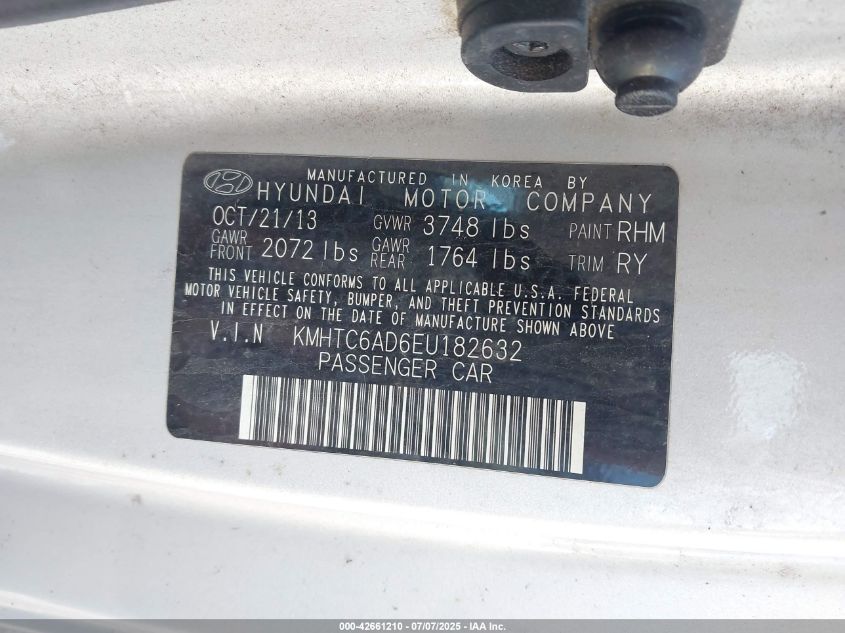 MANUFACTURED IN KOREA BY
HYUNDAI MOTOR COMPANY
OCT/21/13 GVWR 3748 lbs PAINT RHM
GAWR FRONT 2072 lbs GAWR REAR 1764 lbs TRIM RY
THIS VEHICLE CONFORMS TO ALL APPLICABLE U.S.A. FEDERAL
MOTOR VEHICLE SAFETY, BUMPER, AND THEFT PREVENTION STANDARDS
IN EFFECT ON THE DATE OF MANUFACTURE SHOWN ABOVE
V.I.N KMHTC6AD6EU182632
PASSENGER CAR
000-42661210 - 07/07/2025 - IAA Inc.